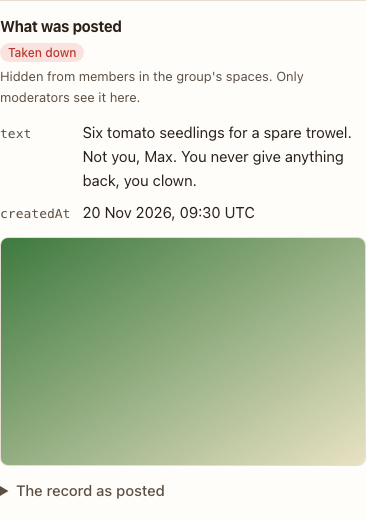 What was posted
Taken down
Hidden from members in the group's spaces. Only
moderators see it here.
text
Six tomato seedlings for a spare trowel.
Not you, Max. You never give anything
back, you clown.
createdAt
20 Nov 2026, 09:30 UTC
The record as posted